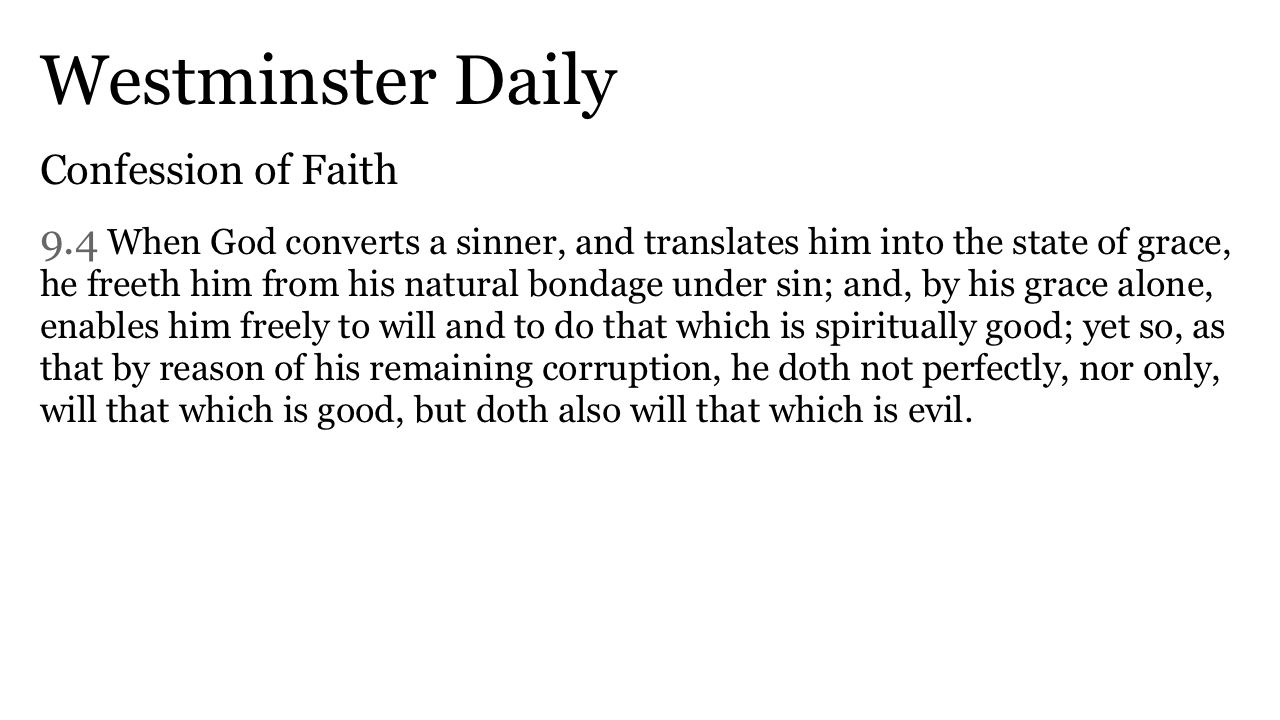 Westminster Daily
Confession of Faith
9.4 When God converts a sinner, and translates him into the state of grace,
he freeth him from his natural bondage under sin; and, by his grace alone,
enables him freely to will and to do that which is spiritually good; yet so, as
that by reason of his remaining corruption, he doth not perfectly, nor only,
will that which is good, but doth also will that which is evil.